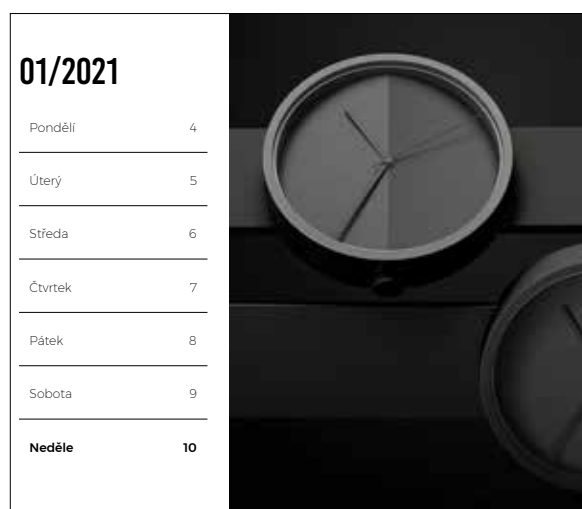 01/2021
Pondělí 4
Úterý 5
Středa 6
Čtvrtek 7
Pátek 8
Sobota 9
Neděle 10